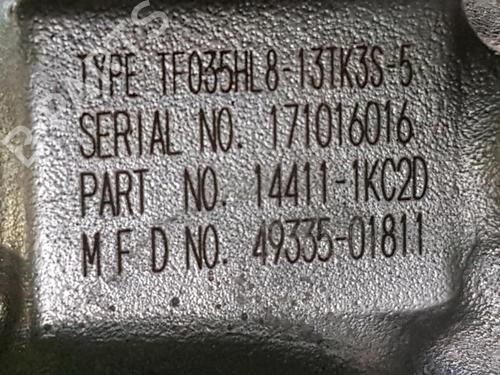 TYPE TF035HL8-13TK3S-5
SERIAL NO. 171016016
PART NO. 14411-1KC2D
M F D NO. 49335-01811